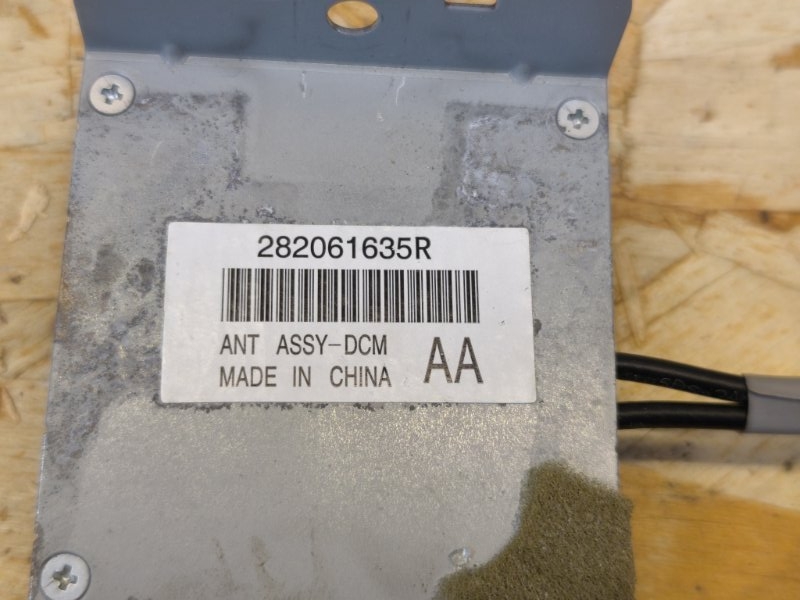 282061635R
ANT ASSY-DCM
MADE IN CHINA
AA